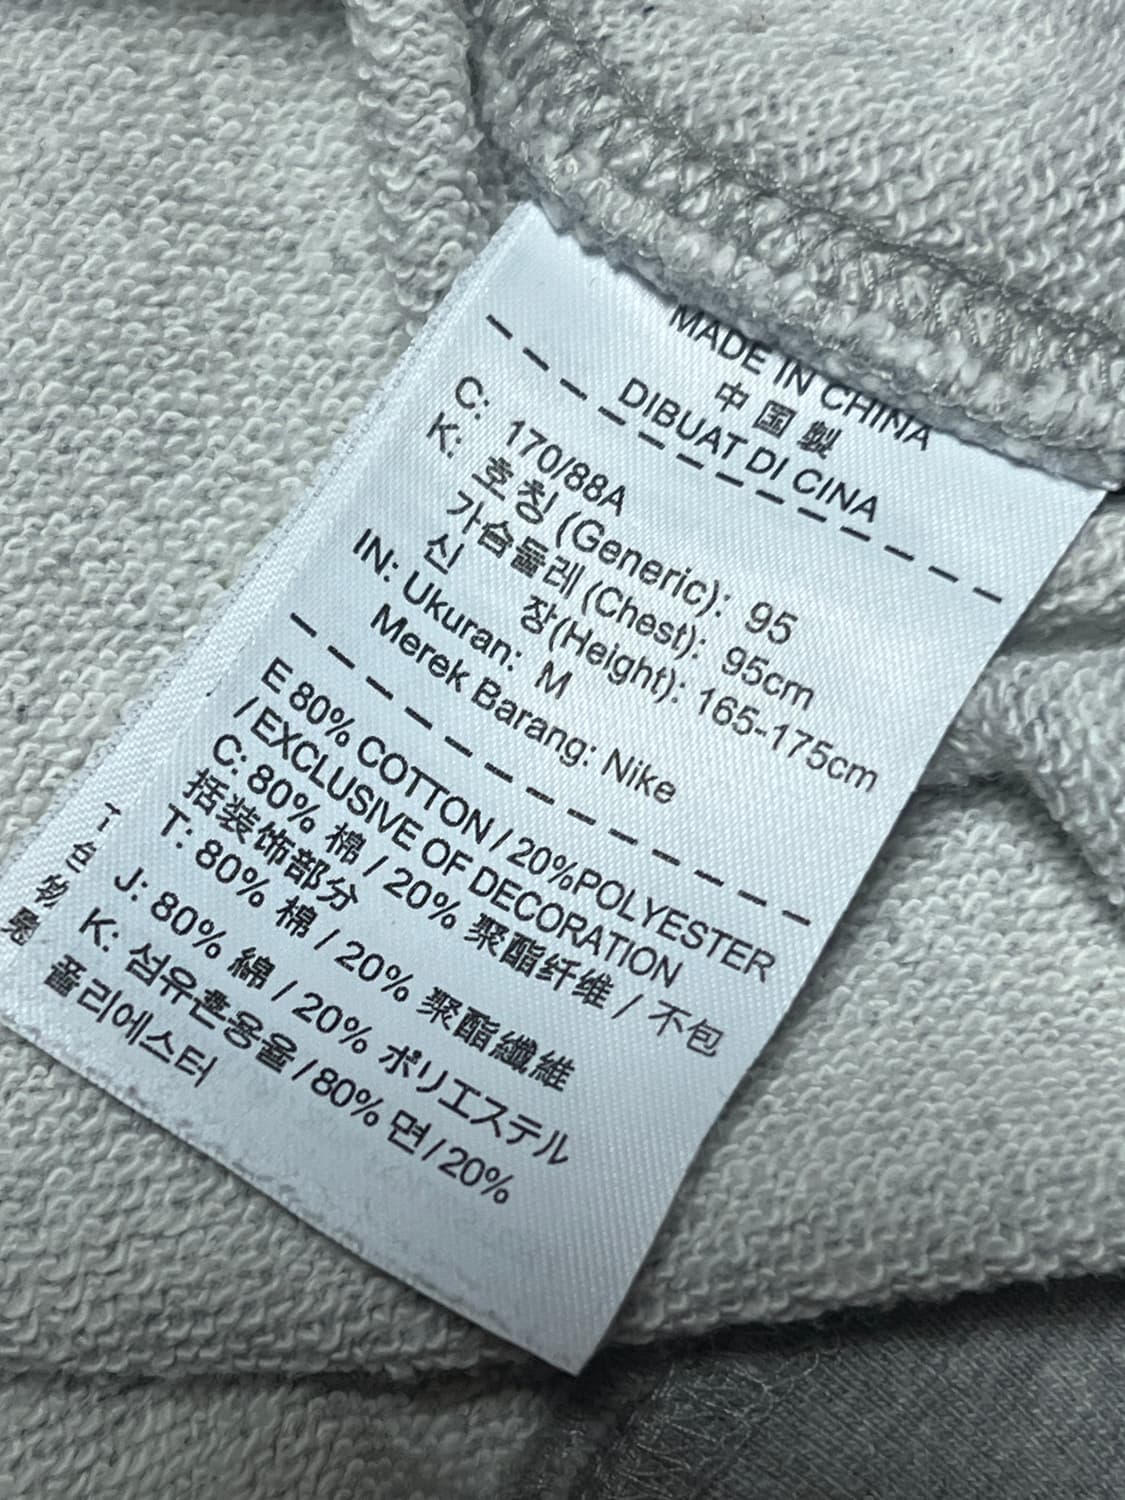 MADE IN CHINA
中国製
DIBUAT DI CINA
C: 170/88A
K: 호칭 (Generic): 95
가슴둘레 (Chest): 95cm
신 장(Height): 165-175cm
IN: Ukuran: M
Merek Barang: Nike
E 80% COTTON / 20%POLYESTER
/ EXCLUSIVE OF DECORATION
C: 80% 棉 / 20% 聚酯纤维 / 不包
括装饰部分
T: 80% 棉 / 20% 聚酯纖維
J: 80% 綿 / 20% ポリエステル
K: 섬유혼용율 / 80% 면 / 20%
폴리에스터